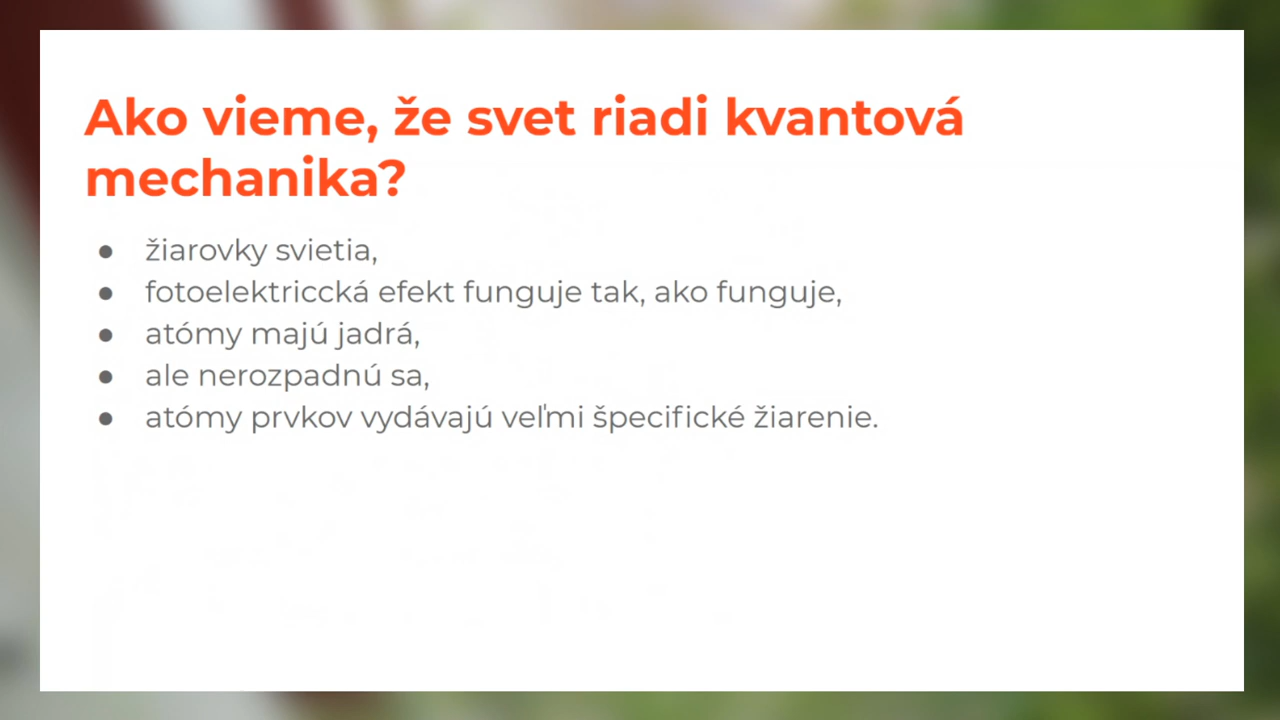 Ako vieme, že svet riadi kvantová
mechanika?
● žiarovky svietia,
● fotoelektriccká efekt funguje tak, ako funguje,
● atómy majú jadrá,
● ale nerozpadnú sa,
● atómy prvkov vydávajú veľmi špecifické žiarenie.